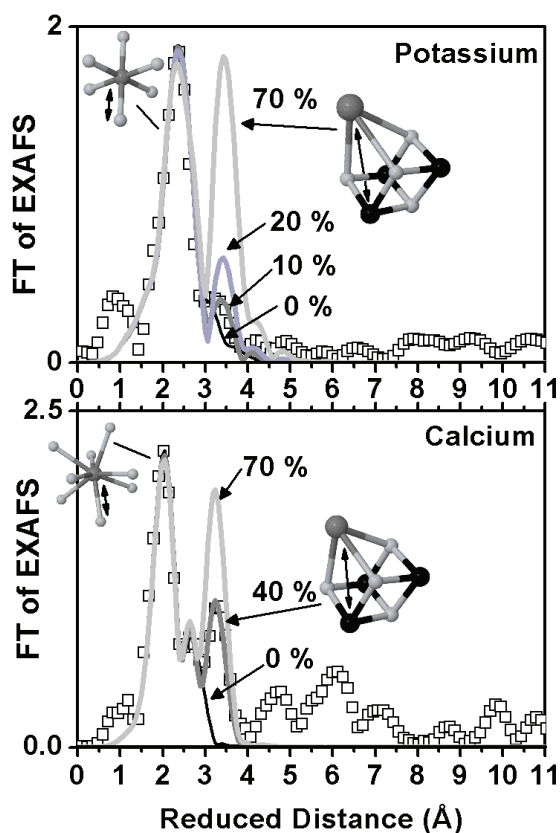 2
Potassium
70 %
20 %
10 %
0 %
FT of EXAFS
0
0 1 2 3 4 5 6 7 8 9 10 11
2.5
Calcium
70 %
40 %
0 %
FT of EXAFS
0.0
0 1 2 3 4 5 6 7 8 9 10 11
Reduced Distance (Å)